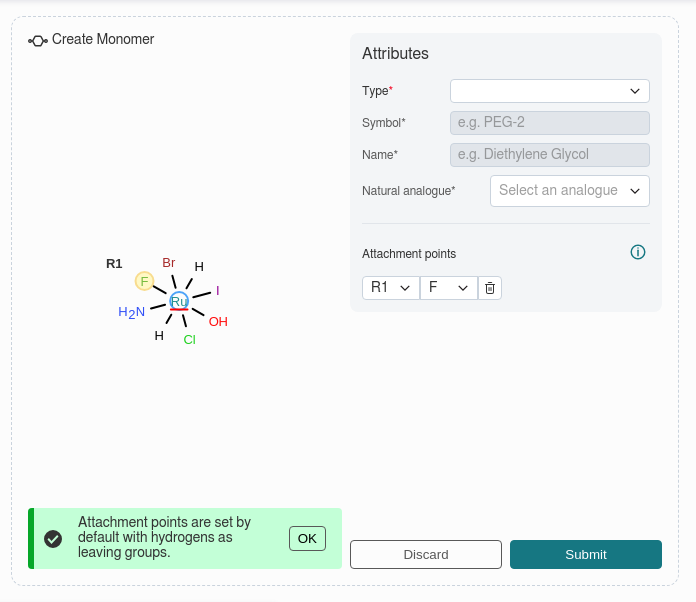 Create Monomer
Attributes
Type*
Symbol* e.g. PEG-2
Name* e.g. Diethylene Glycol
Natural analogue* Select an analogue
Attachment points
R1 F
R1 Br H
F I
Ru
H2N OH
H Cl
Attachment points are set by
default with hydrogens as
leaving groups.
OK
Discard Submit